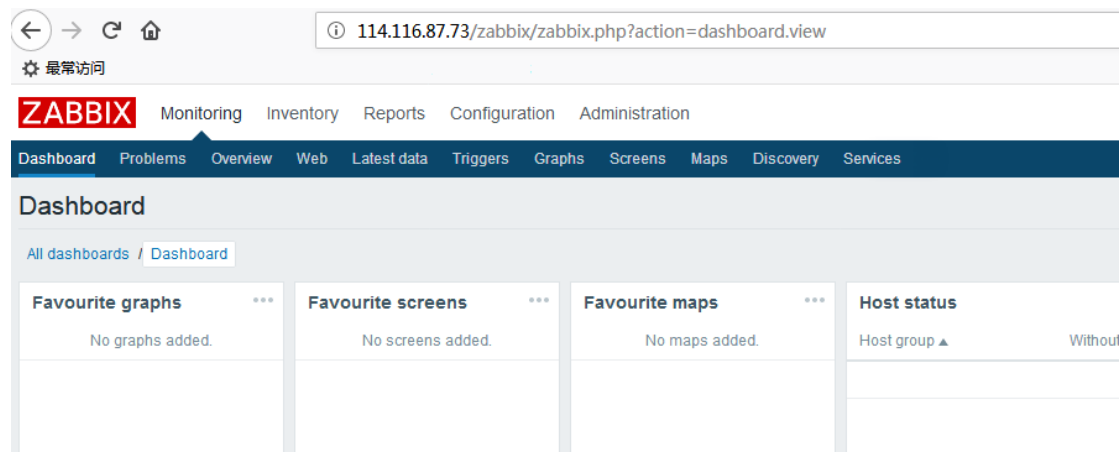 114.116.87.73/zabbix/zabbix.php?action=dashboard.view
最常访问
ZABBIX Monitoring Inventory Reports Configuration Administration
Dashboard Problems Overview Web Latest data Triggers Graphs Screens Maps Discovery Services
Dashboard
All dashboards / Dashboard
Favourite graphs Favourite screens Favourite maps Host status
No graphs added. No screens added. No maps added. Host group ▲ Without